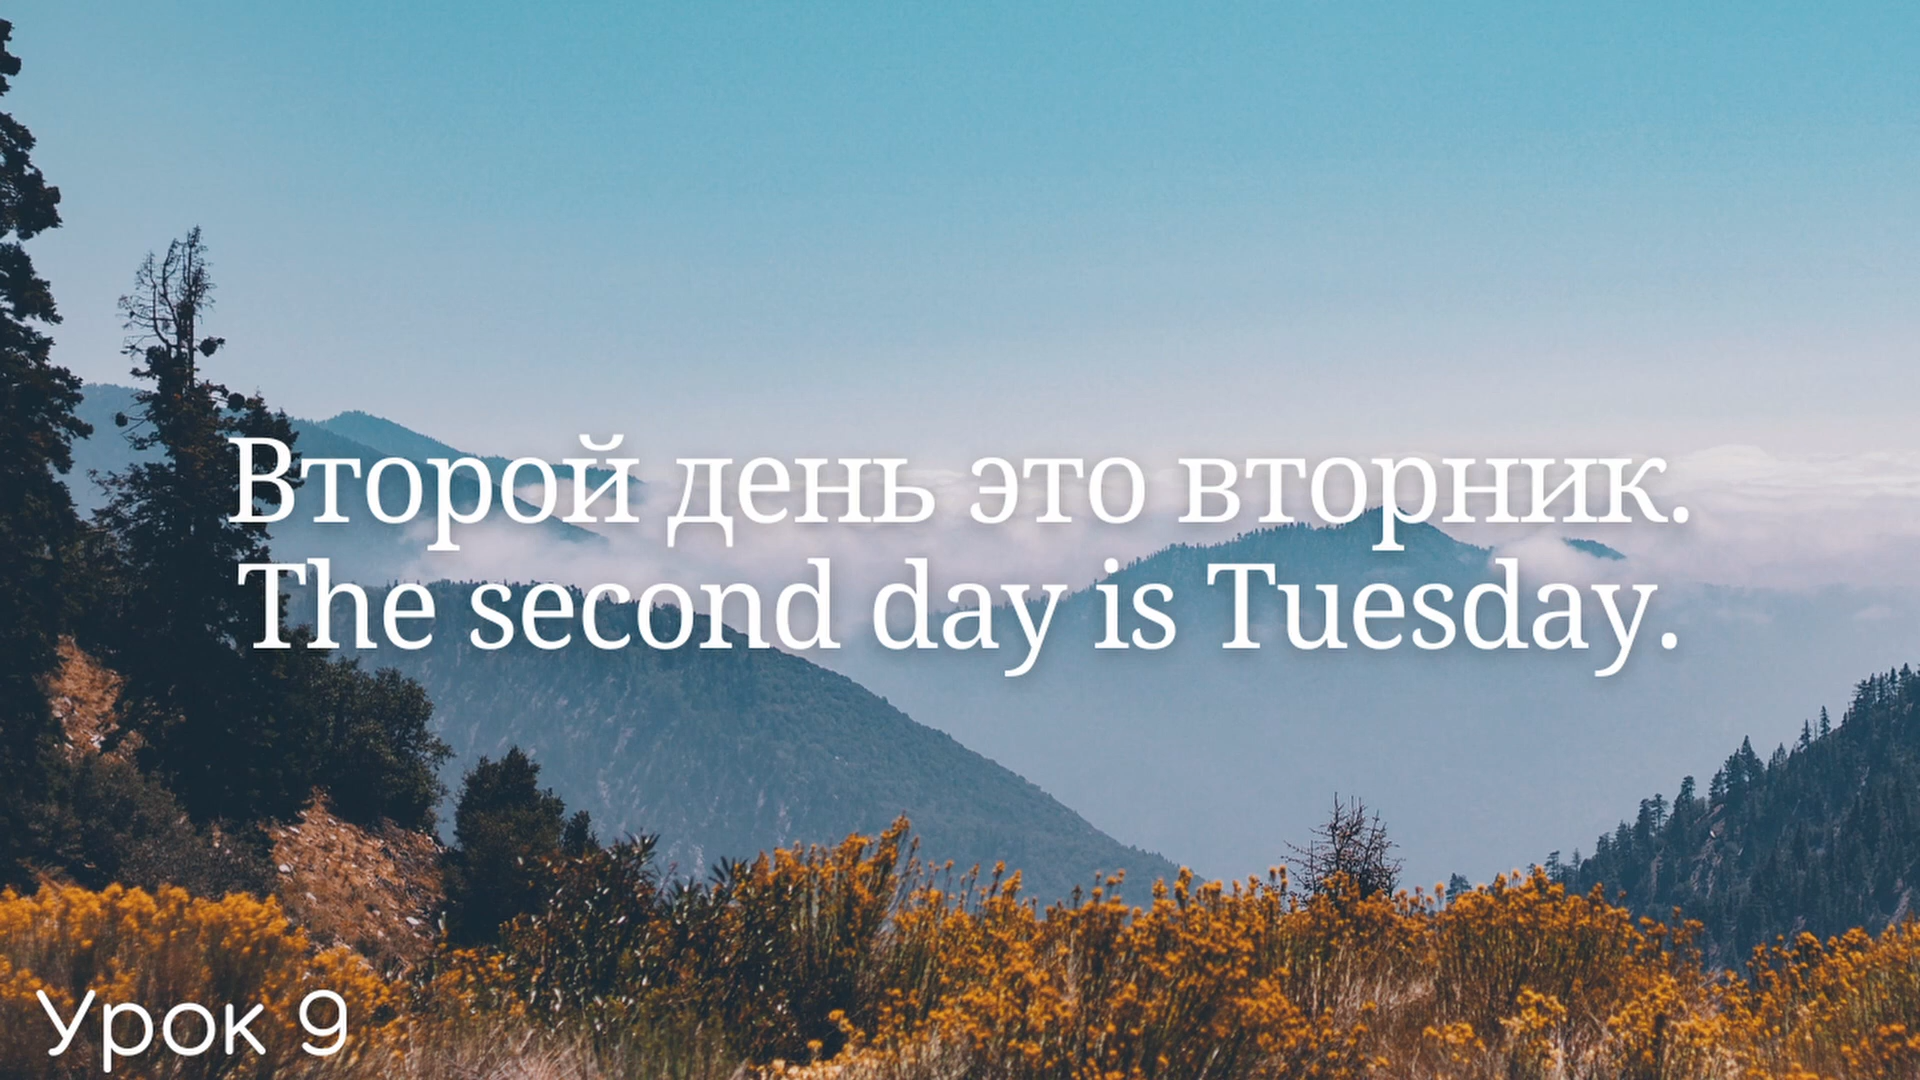 Второй день это вторник.
The second day is Tuesday.
Урок 9